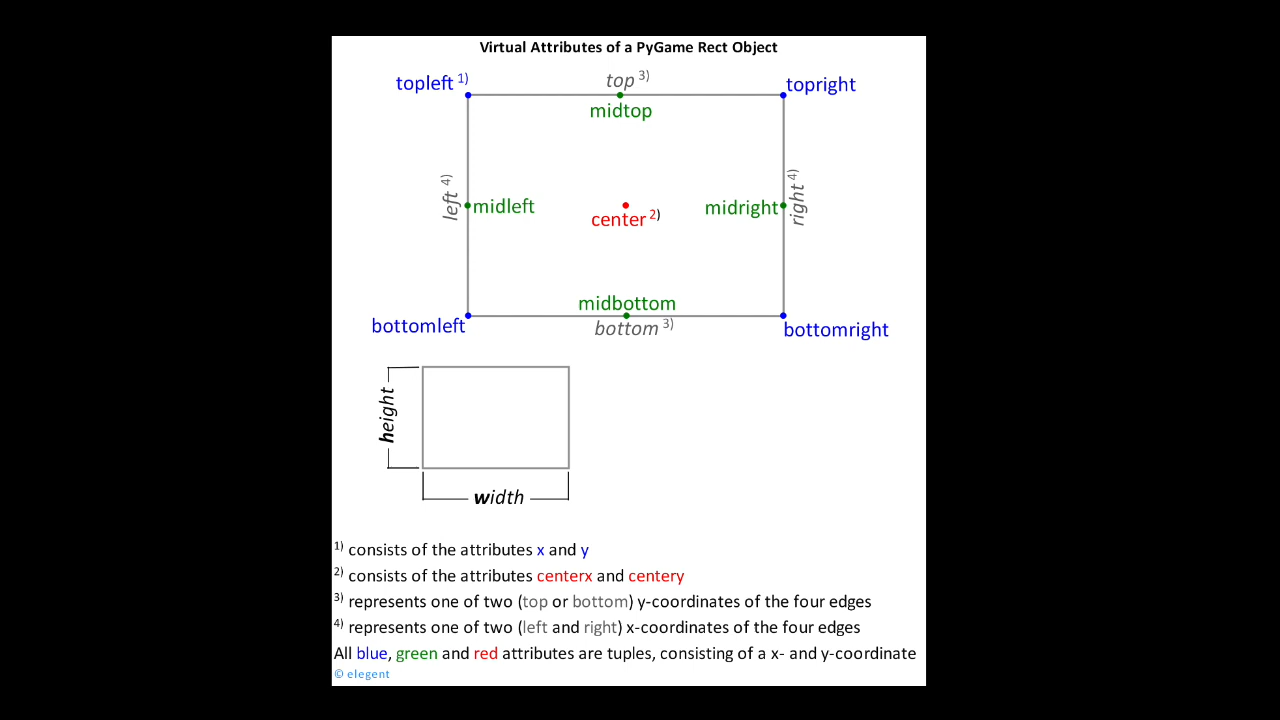 Virtual Attributes of a PyGame Rect Object
topleft 1)
top 3)
topright
midtop
left 4)
midleft
center 2)
midright
right 4)
midbottom
bottomleft
bottom 3)
bottomright
height
width
1) consists of the attributes x and y
2) consists of the attributes centerx and centery
3) represents one of two (top or bottom) y-coordinates of the four edges
4) represents one of two (left and right) x-coordinates of the four edges
All blue, green and red attributes are tuples, consisting of a x- and y-coordinate
© elegent